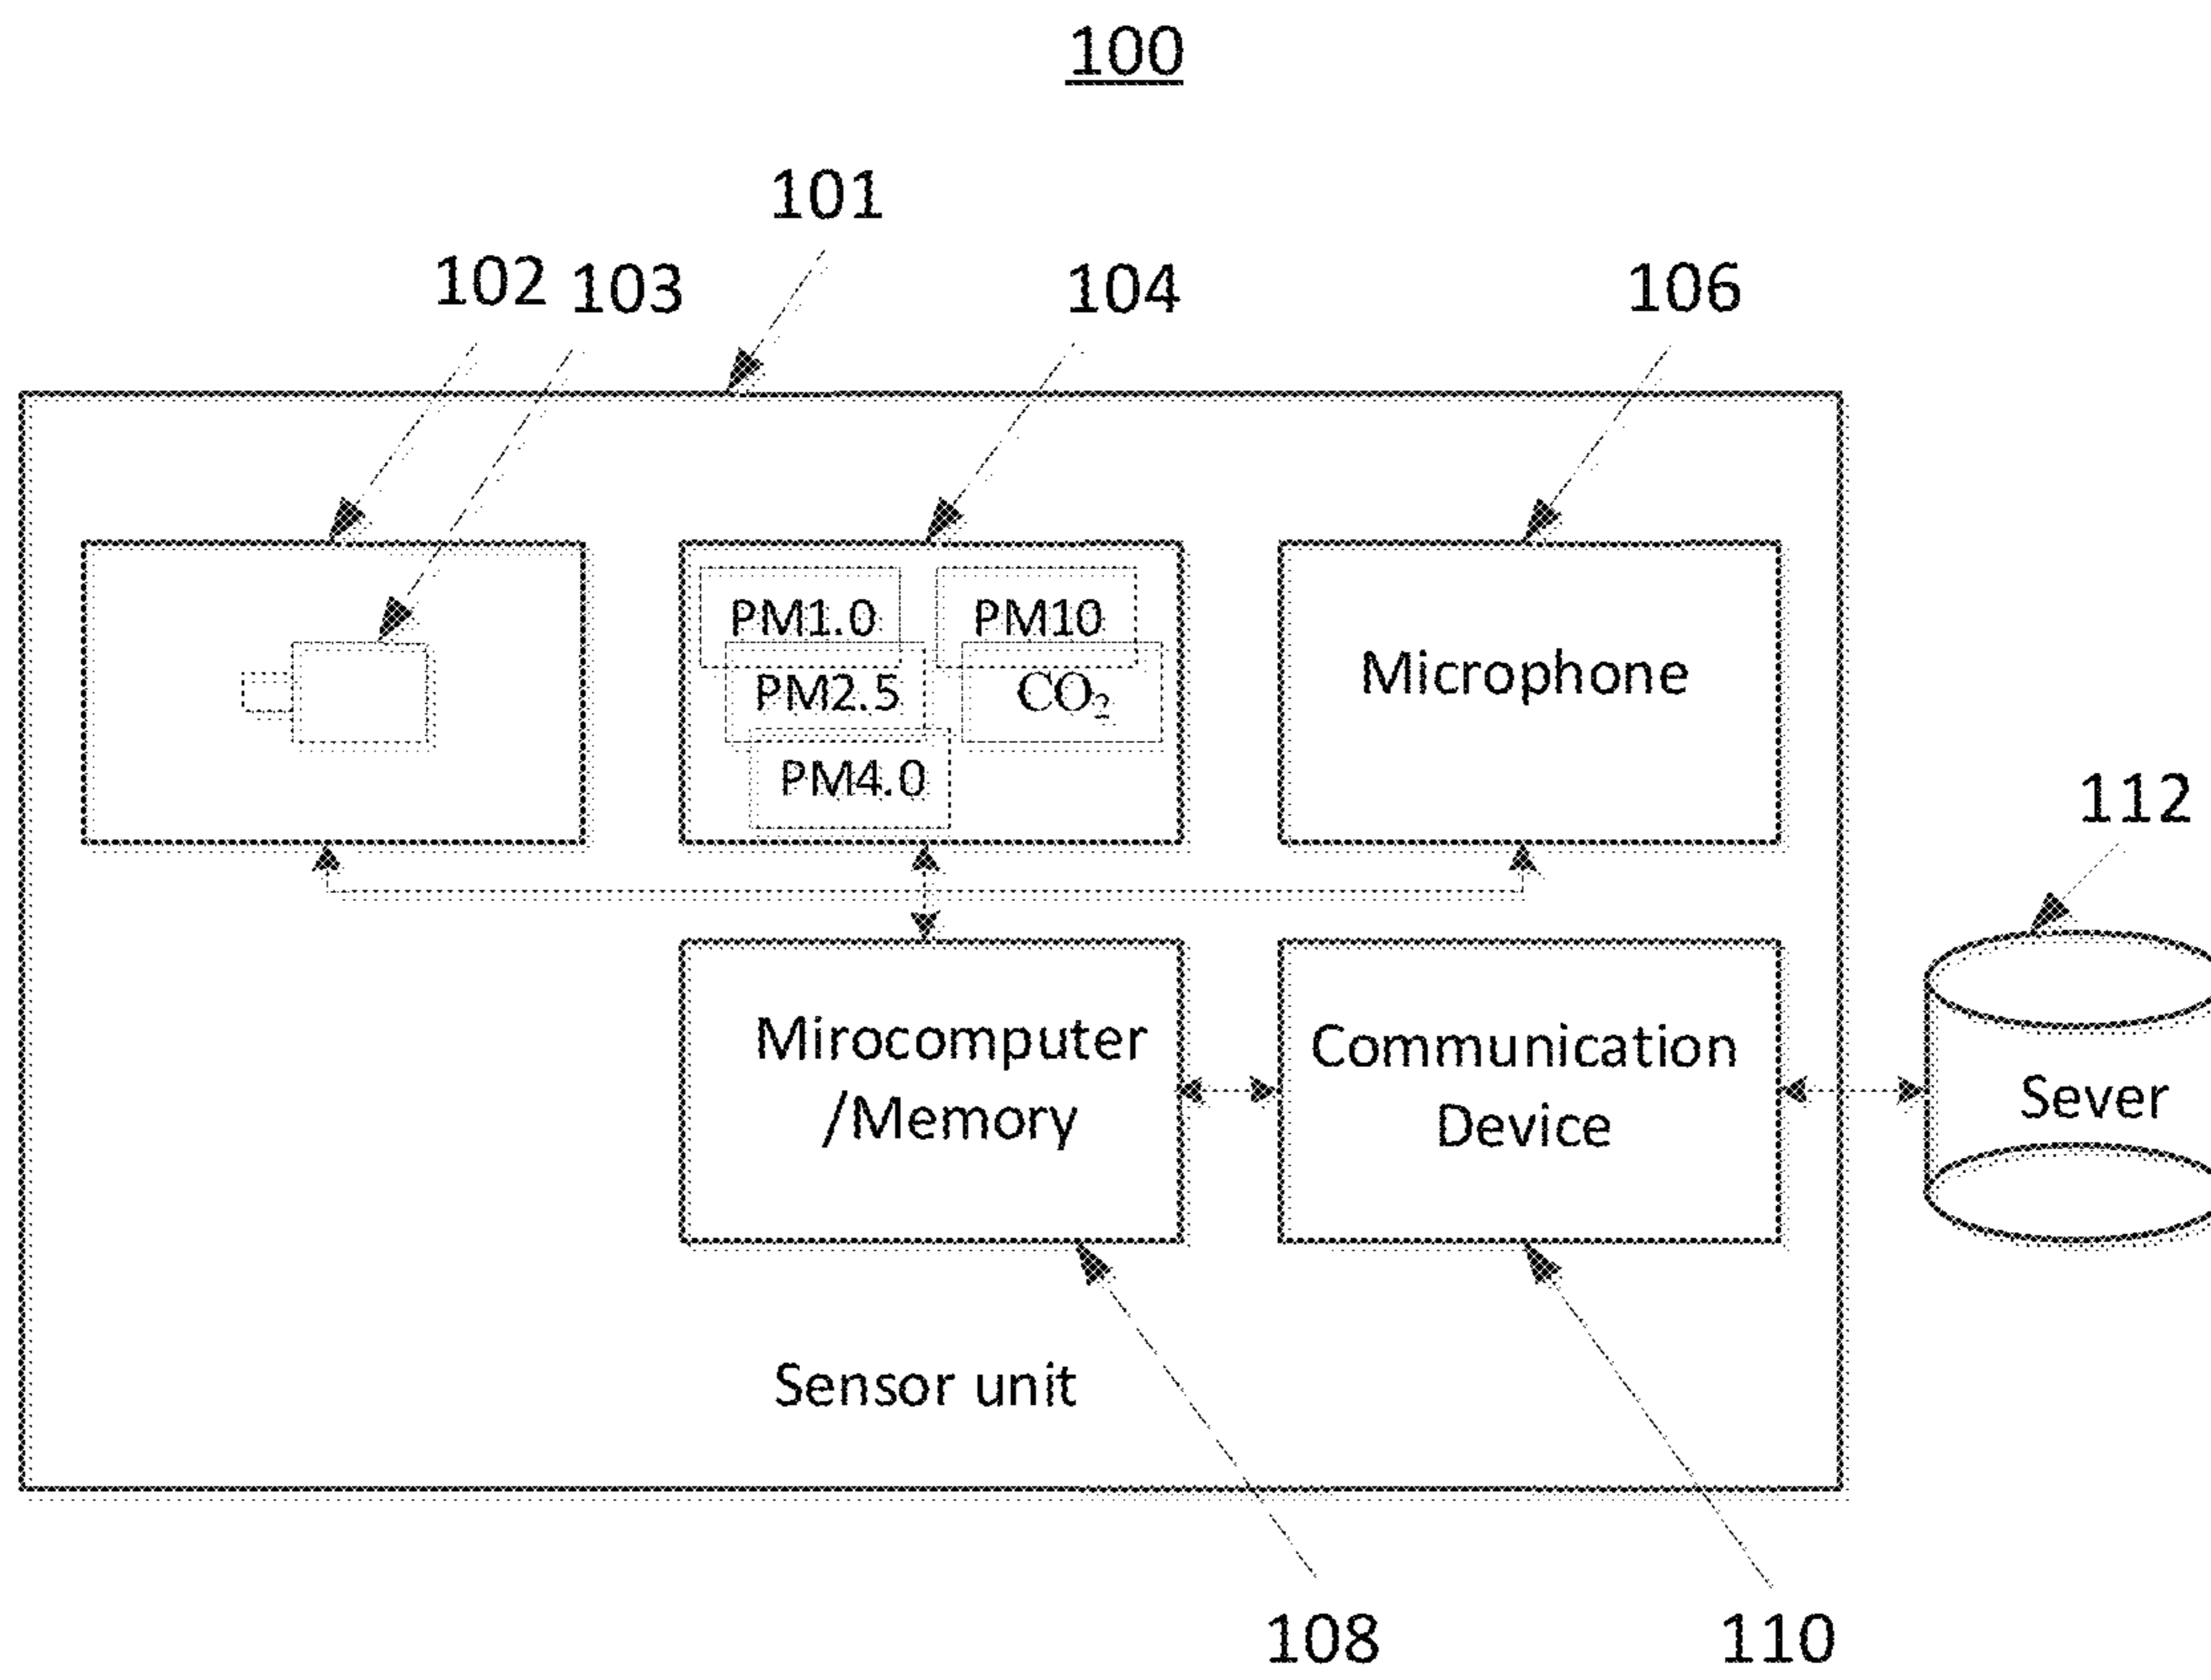 100
101
102
103
104
106
PM1.0
PM10
PM2.5
CO₂
PM4.0
Microphone
112
Mirocomputer
/Memory
Communication
Device
Sever
Sensor unit
108
110